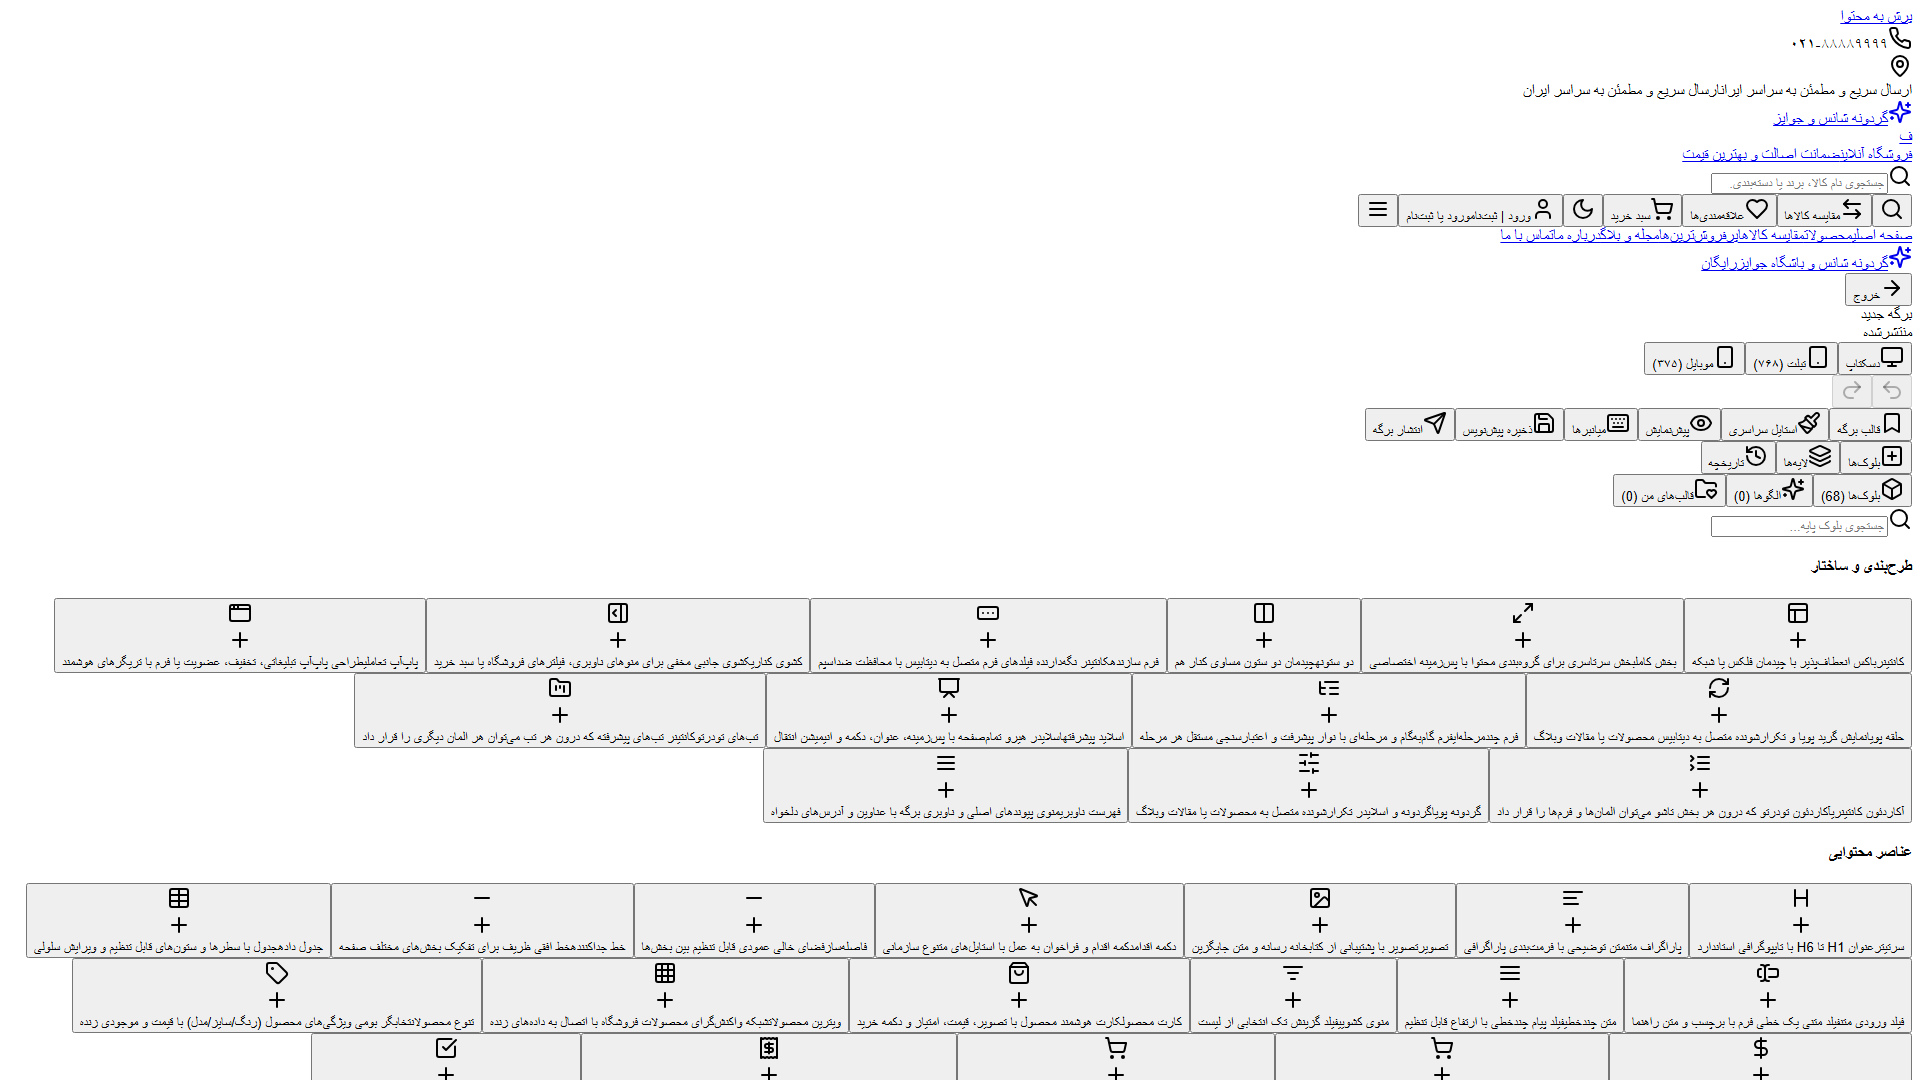 پرش به محتوا
۰۲۱-۸۸۸۸۹۹۹۹
ارسال سریع و مطمئن به سراسر ایرانارسال سریع و مطمئن به سراسر ایران
گردونه شانس و جوایز
ف
فروشگاه آنلاینضمانت اصالت و بهترین قیمت
جستجوی نام کالا، برند یا دسته‌بندی.
مقایسه کالاها علاقه‌مندی‌ها سبد خرید ورود | ثبت‌نامورود یا ثبت‌نام
صفحه اصلیمحصولاتمقایسه کالاهاپرفروش‌ترین‌هامجله و بلاگدرباره ماتماس با ما
گردونه شانس و باشگاه جوایزرایگان
خروج
برگه جدید
منتشرشده
دسکتاپ تبلت (۷۶۸) موبایل (۳۷۵)
قالب برگه استایل سراسری پیش‌نمایش میانبرها ذخیره پیش‌نویس انتشار برگه
بلوک‌ها لایه‌ها تاریخچه
بلوک‌ها (68) الگوها (0) قالب‌های من (0)
جستجوی بلوک پایه...
طرح‌بندی و ساختار
کانتینرباکس انعطاف‌پذیر با چیدمان فلکس یا شبکه بخش کاملبخش سرتاسری برای گروه‌بندی محتوا با پس‌زمینه اختصاصی دو ستونهچیدمان دو ستون مساوی کنار هم فرم سازندهکانتینر نگه‌دارنده فیلدهای فرم متصل به دیتابیس با محافظت ضداسپم کشوی کناریکشوی جانبی مخفی برای منوهای ناوبری، فیلترهای فروشگاه یا سبد خرید پاپ‌آپ تعاملیطراحی پاپ‌آپ تبلیغاتی، تخفیف، عضویت یا فرم با تریگرهای هوشمند
حلقه پویانمایش گرید پویا و تکرارشونده متصل به دیتابیس محصولات یا مقالات وبلاگ فرم چندمرحله‌ایفرم گام‌به‌گام و مرحله‌ای با نوار پیشرفت و اعتبارسنجی مستقل هر مرحله اسلاید پیشرفتهاسلایدر هیرو تمام‌صفحه با پس‌زمینه، عنوان، دکمه و انیمیشن انتقال تب‌های تودرتوکانتینر تب‌های پیشرفته که درون هر تب می‌توان هر المان دیگری را قرار داد
آکاردئون کانتینریآکاردئون تودرتو که درون هر بخش تاشو می‌توان المان‌ها و فرم‌ها را قرار داد گردونه پویاگردونه و اسلایدر تکرارشونده متصل به محصولات یا مقالات وبلاگ فهرست ناوبریمنوی پیوندهای اصلی و ناوبری برگه با عناوین و آدرس‌های دلخواه
عناصر محتوایی
سرتیترعنوان H1 تا H6 با تایپوگرافی استاندارد پاراگراف متنمتن توضیحی با فرمت‌بندی پاراگرافی تصویرتصویر با پشتیبانی از کتابخانه رسانه و متن جایگزین دکمه اقدامدکمه اقدام و فراخوان به عمل با استایل‌های متنوع سازمانی فاصله‌سازفضای خالی عمودی قابل تنظیم بین بخش‌ها خط جداکنندهخط افقی ظریف برای تفکیک بخش‌های مختلف صفحه جدول دادهجدول با سطرها و ستون‌های قابل تنظیم و ویرایش سلولی
فیلد ورودی متنفیلد متنی یک خطی فرم با برچسب و متن راهنما متن چندخطیفیلد پیام چندخطی با ارتفاع قابل تنظیم منوی کشوییفیلد گزینش تک انتخابی از لیست کارت محصولکارت هوشمند محصول با تصویر، قیمت، امتیاز و دکمه خرید ویترین محصولاتشبکه واکنش‌گرای محصولات فروشگاه با اتصال به داده‌های زنده تنوع محصولانتخابگر بومی ویژگی‌های محصول (رنگ/سایز/مدل) با قیمت و موجودی زنده